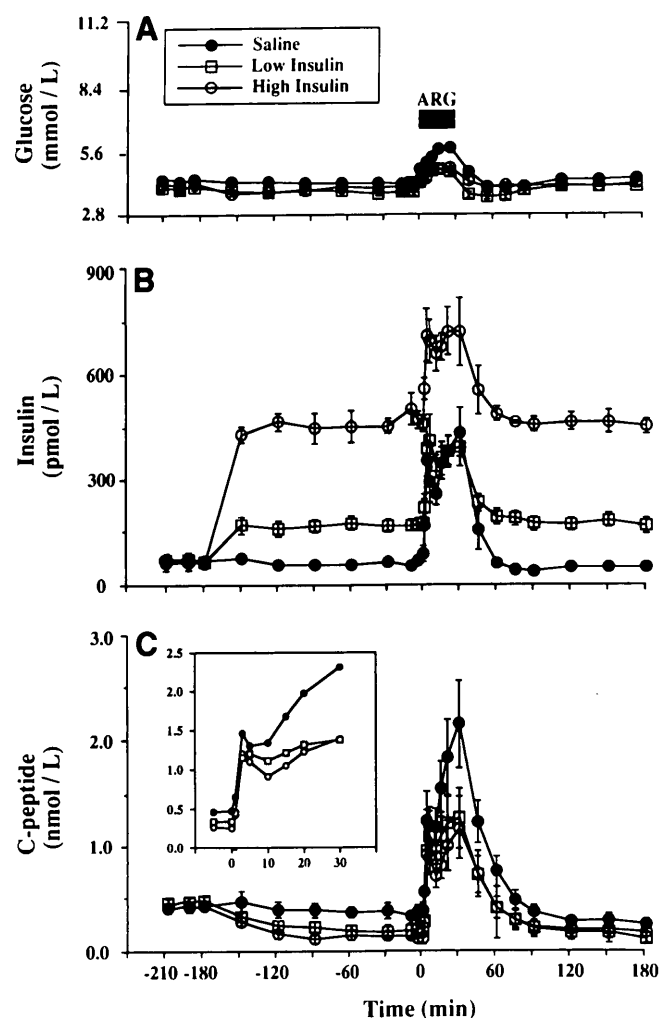 A
11.2
8.4
5.6
2.8
Glucose
(mmol / L)
Saline
Low Insulin
High Insulin
ARG
B
900
600
300
0
Insulin
(pmol / L)
C
3.0
2.0
1.0
0.0
C-peptide
(nmol / L)
2.5
2.0
1.5
1.0
0.5
0.0
0 10 20 30
-210 -180 -120 -60 0 60 120 180
Time (min)